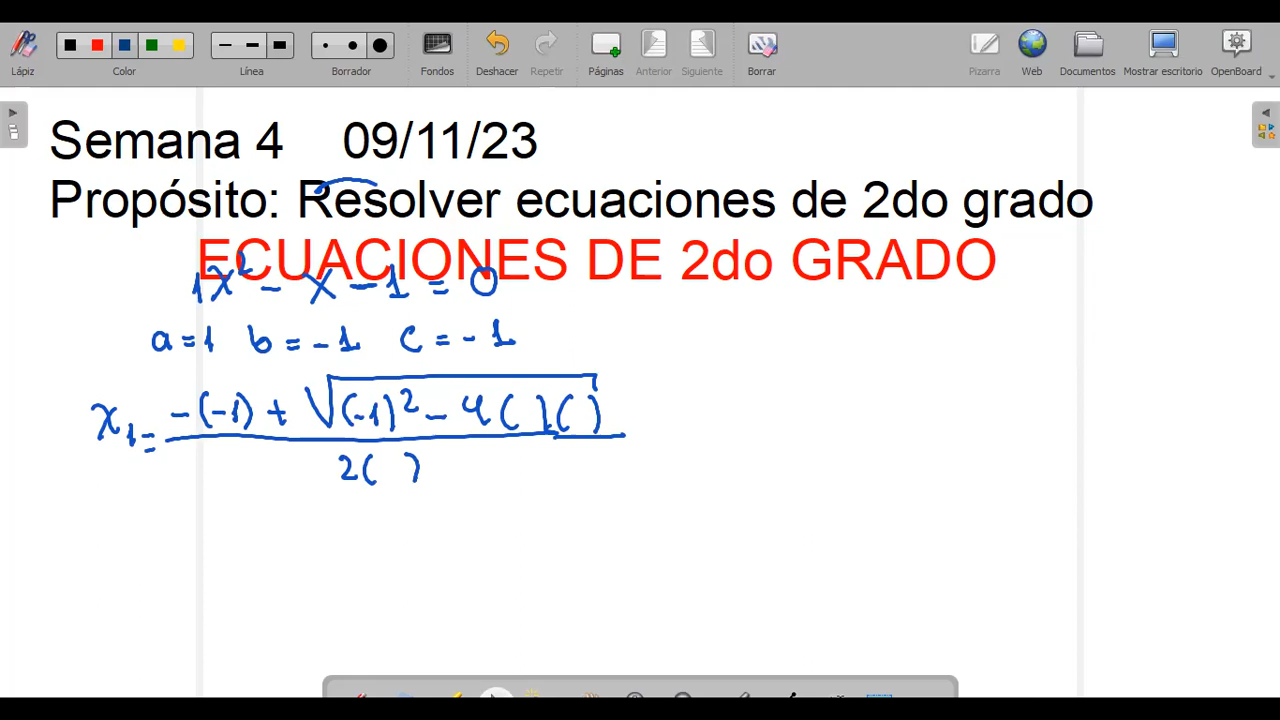 Lápiz Color Línea Borrador Fondos Deshacer Repetir Páginas Anterior Siguiente Borrar Pizarra Web Documentos Mostrar escritorio OpenBoard
Semana 4 09/11/23
Propósito: Resolver ecuaciones de 2do grado
ECUACIONES DE 2do GRADO
1x² - x - 1 = 0
a = 1 b = -1 c = -1
x₁ = (-(-1) + √((-1)² - 4( )( ))) / 2( )